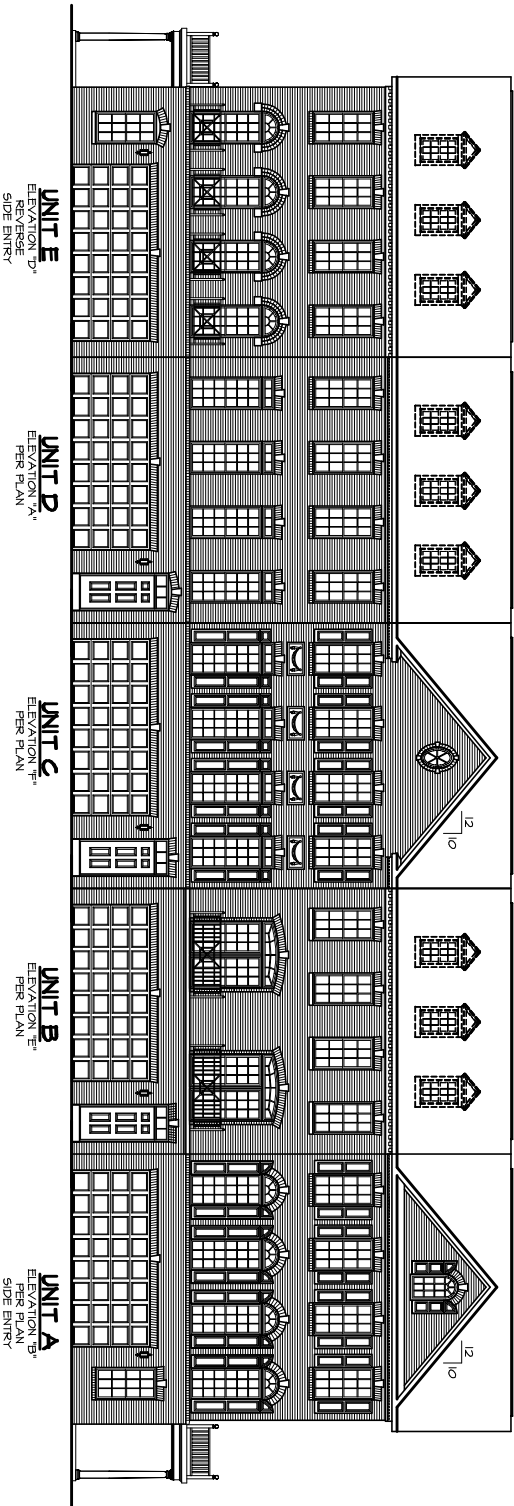 UNIT E
ELEVATION "D"
REVERSE
SIDE ENTRY
UNIT D
ELEVATION "A"
PER PLAN
UNIT C
ELEVATION "F"
PER PLAN
12
10
UNIT B
ELEVATION "E"
PER PLAN
UNIT A
ELEVATION "B"
PER PLAN
SIDE ENTRY
12
10